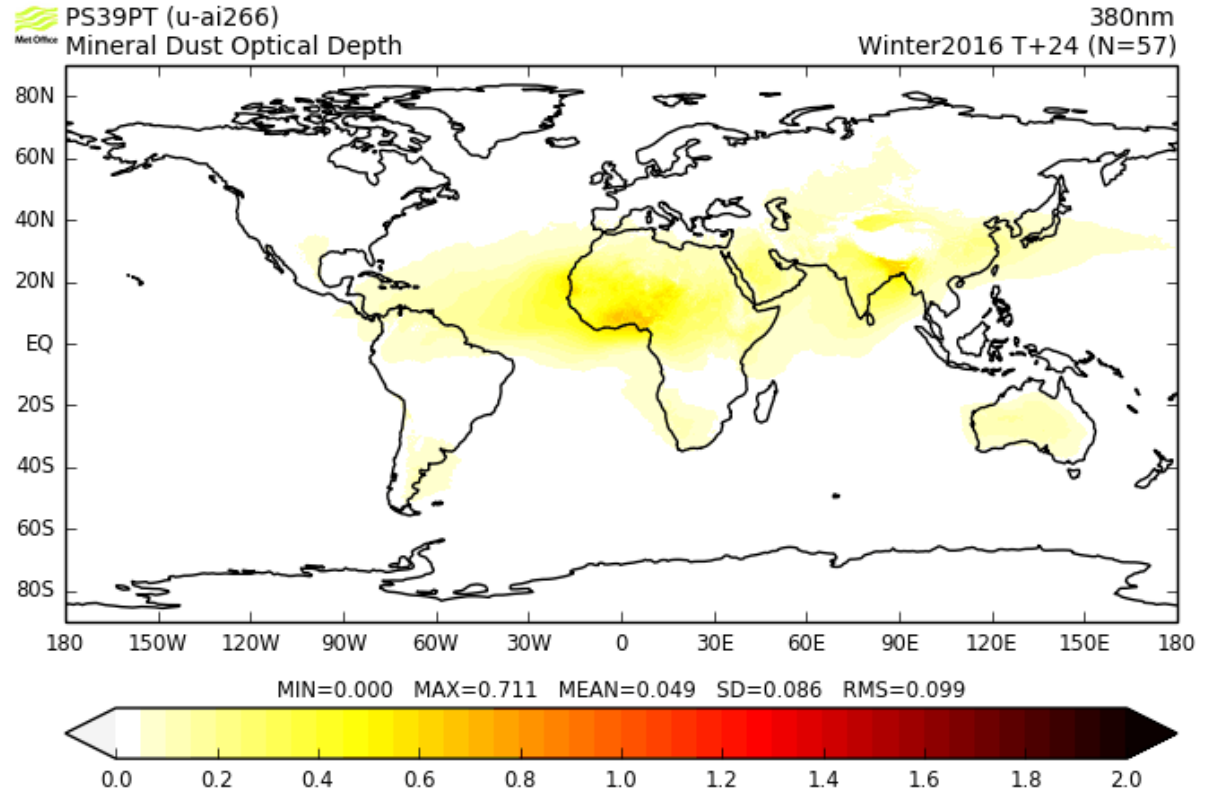 PS39PT (u-ai266) 380nm
Met Office Mineral Dust Optical Depth Winter2016 T+24 (N=57)
80N
60N
40N
20N
EQ
20S
40S
60S
80S
180 150W 120W 90W 60W 30W 0 30E 60E 90E 120E 150E 180
MIN=0.000 MAX=0.711 MEAN=0.049 SD=0.086 RMS=0.099
0.0 0.2 0.4 0.6 0.8 1.0 1.2 1.4 1.6 1.8 2.0